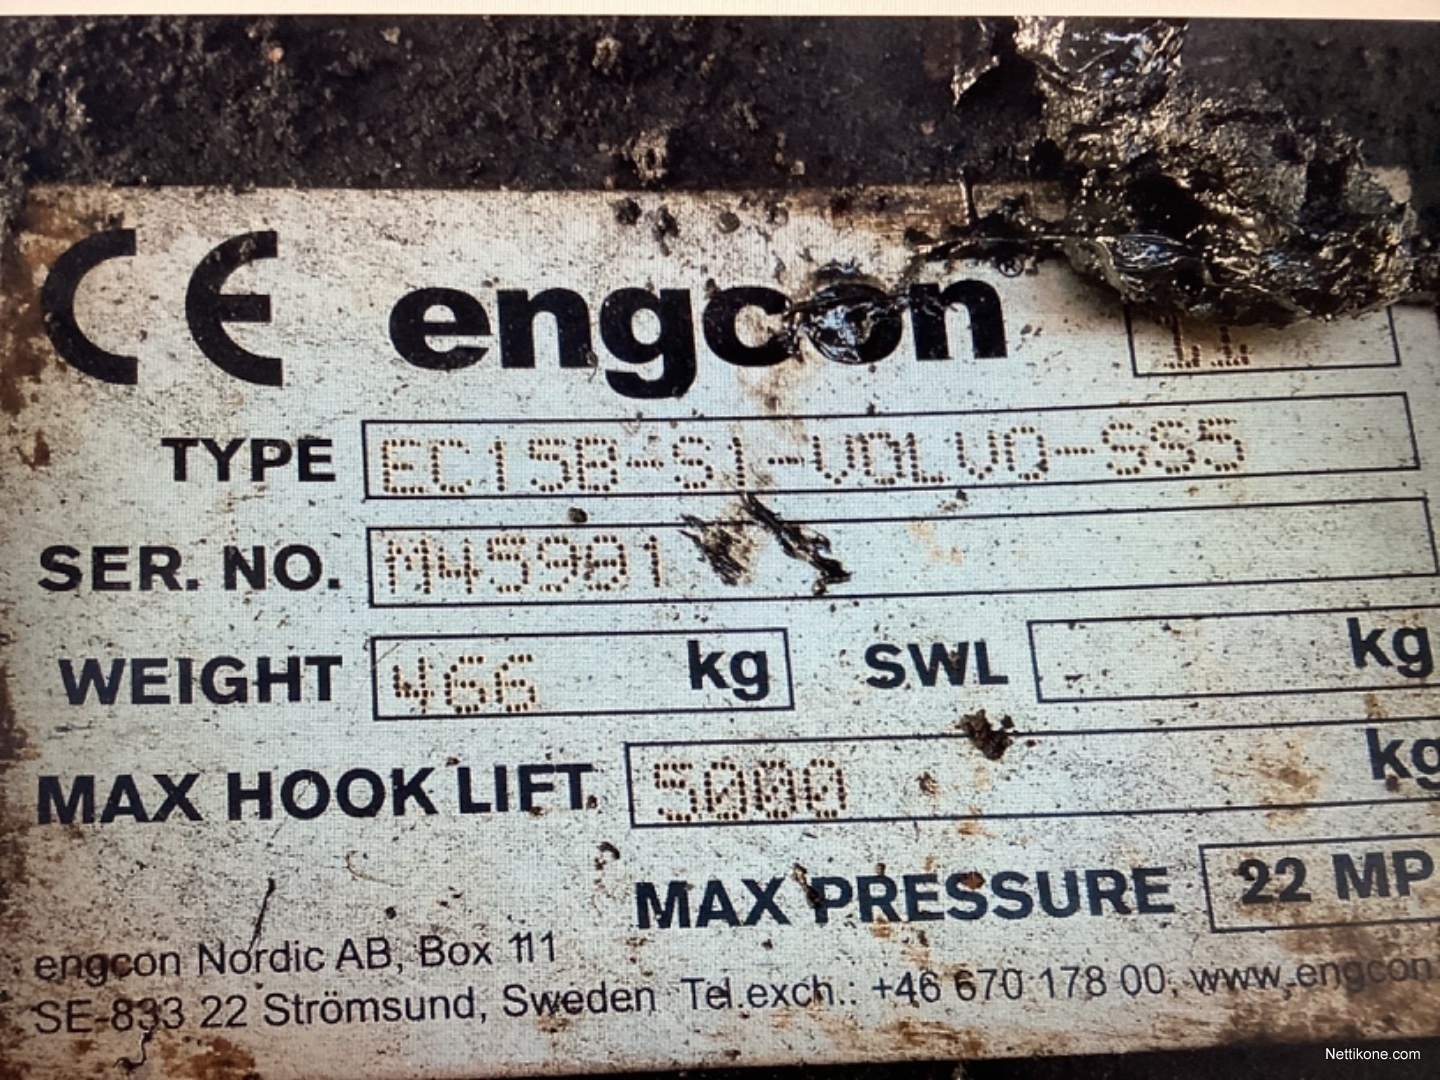 CE engcon®
TYPE EC15B-S1-VOLVO-SS5
SER. NO. M45981
WEIGHT 466 kg SWL kg
MAX HOOK LIFT. 5000 kg
MAX PRESSURE 22 MP
engcon Nordic AB, Box 111
SE-833 22 Strömsund, Sweden Tel.exch.: +46 670 178 00, www.engcon
Nettikone.com